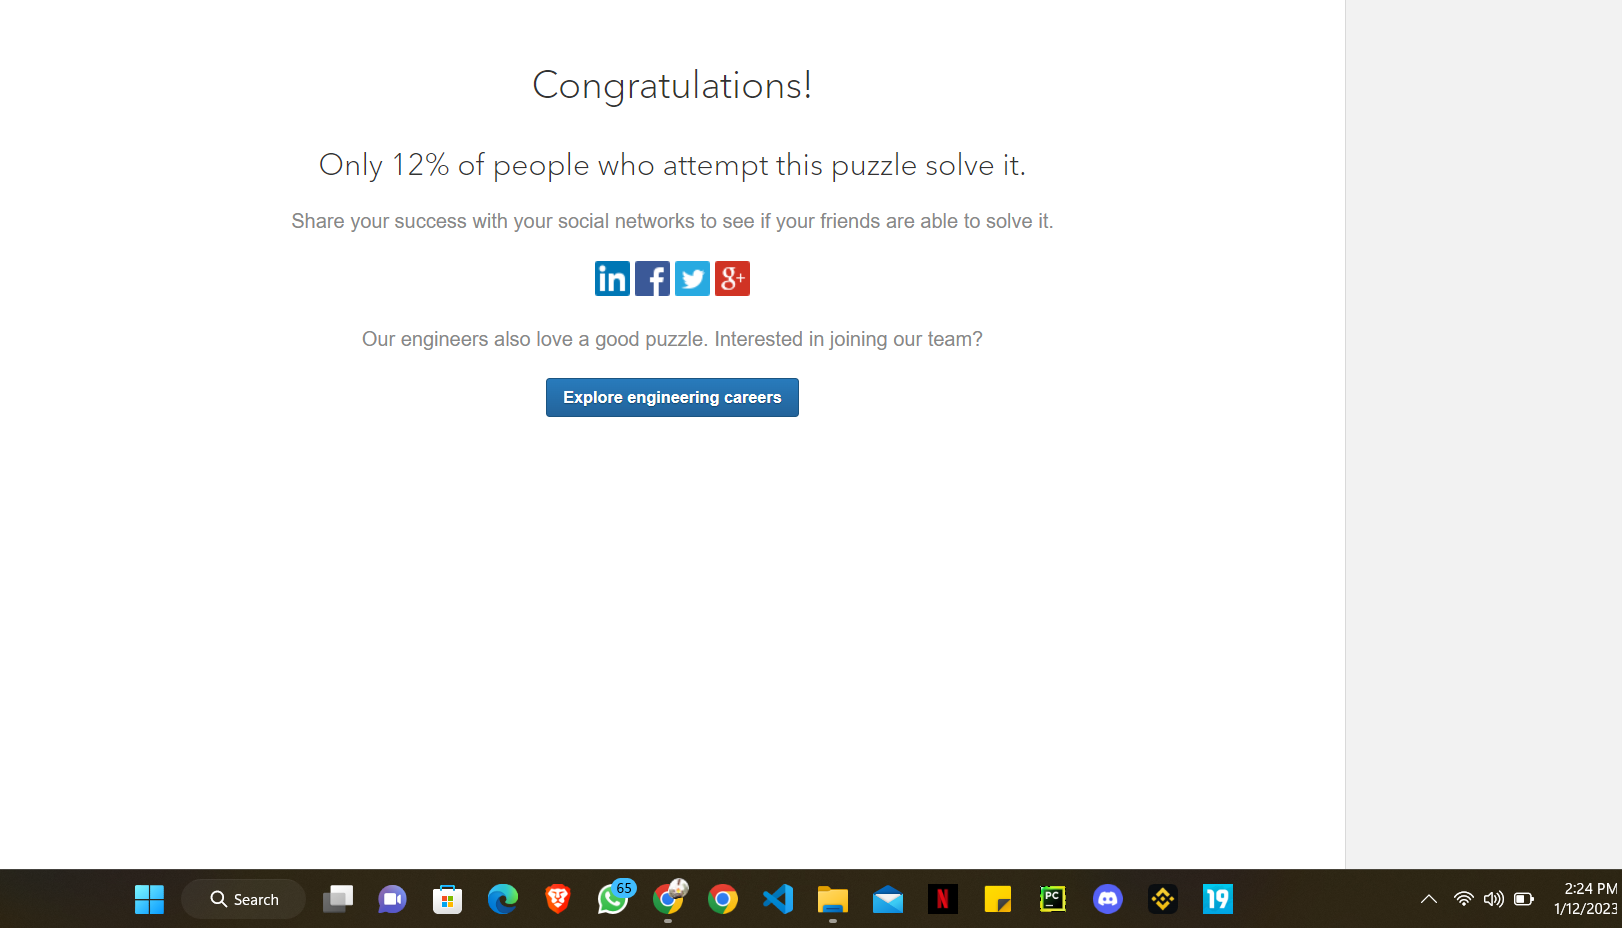 Congratulations!
Only 12% of people who attempt this puzzle solve it.
Share your success with your social networks to see if your friends are able to solve it.
in f g+
Our engineers also love a good puzzle. Interested in joining our team?
Explore engineering careers
Search
65
N
PC
19
2:24 PM
1/12/2023